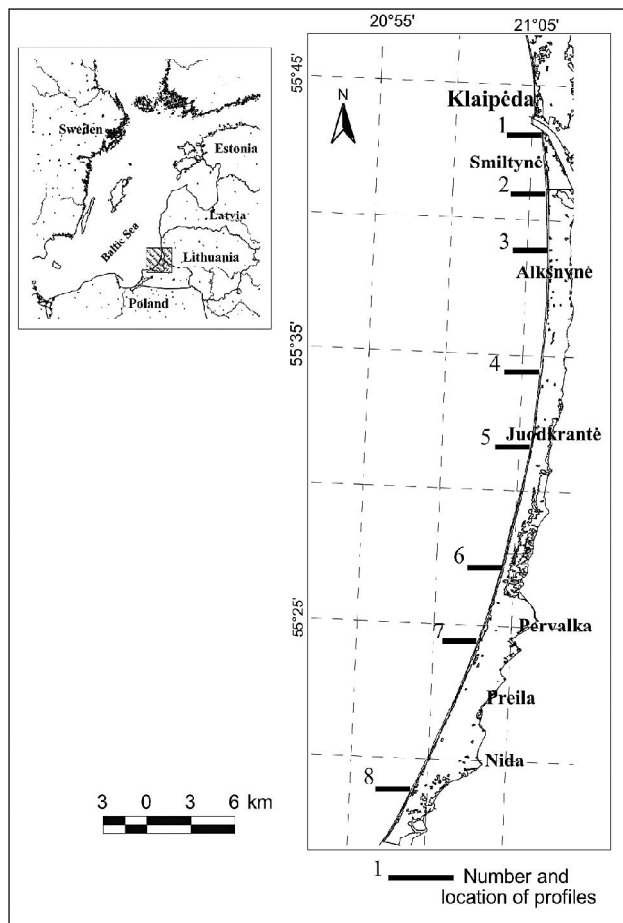 Sweden
Estonia
Latvia
Baltic Sea
Lithuania
Poland
20°55'
21°05'
55°45'
N
Klaipėda
1
Smiltynė
2
3
Alksnynė
55°35'
4
5
Juodkrantė
6
55°25'
7
Pervalka
Preila
Nida
8
3 0 3 6 km
1 Number and
location of profiles